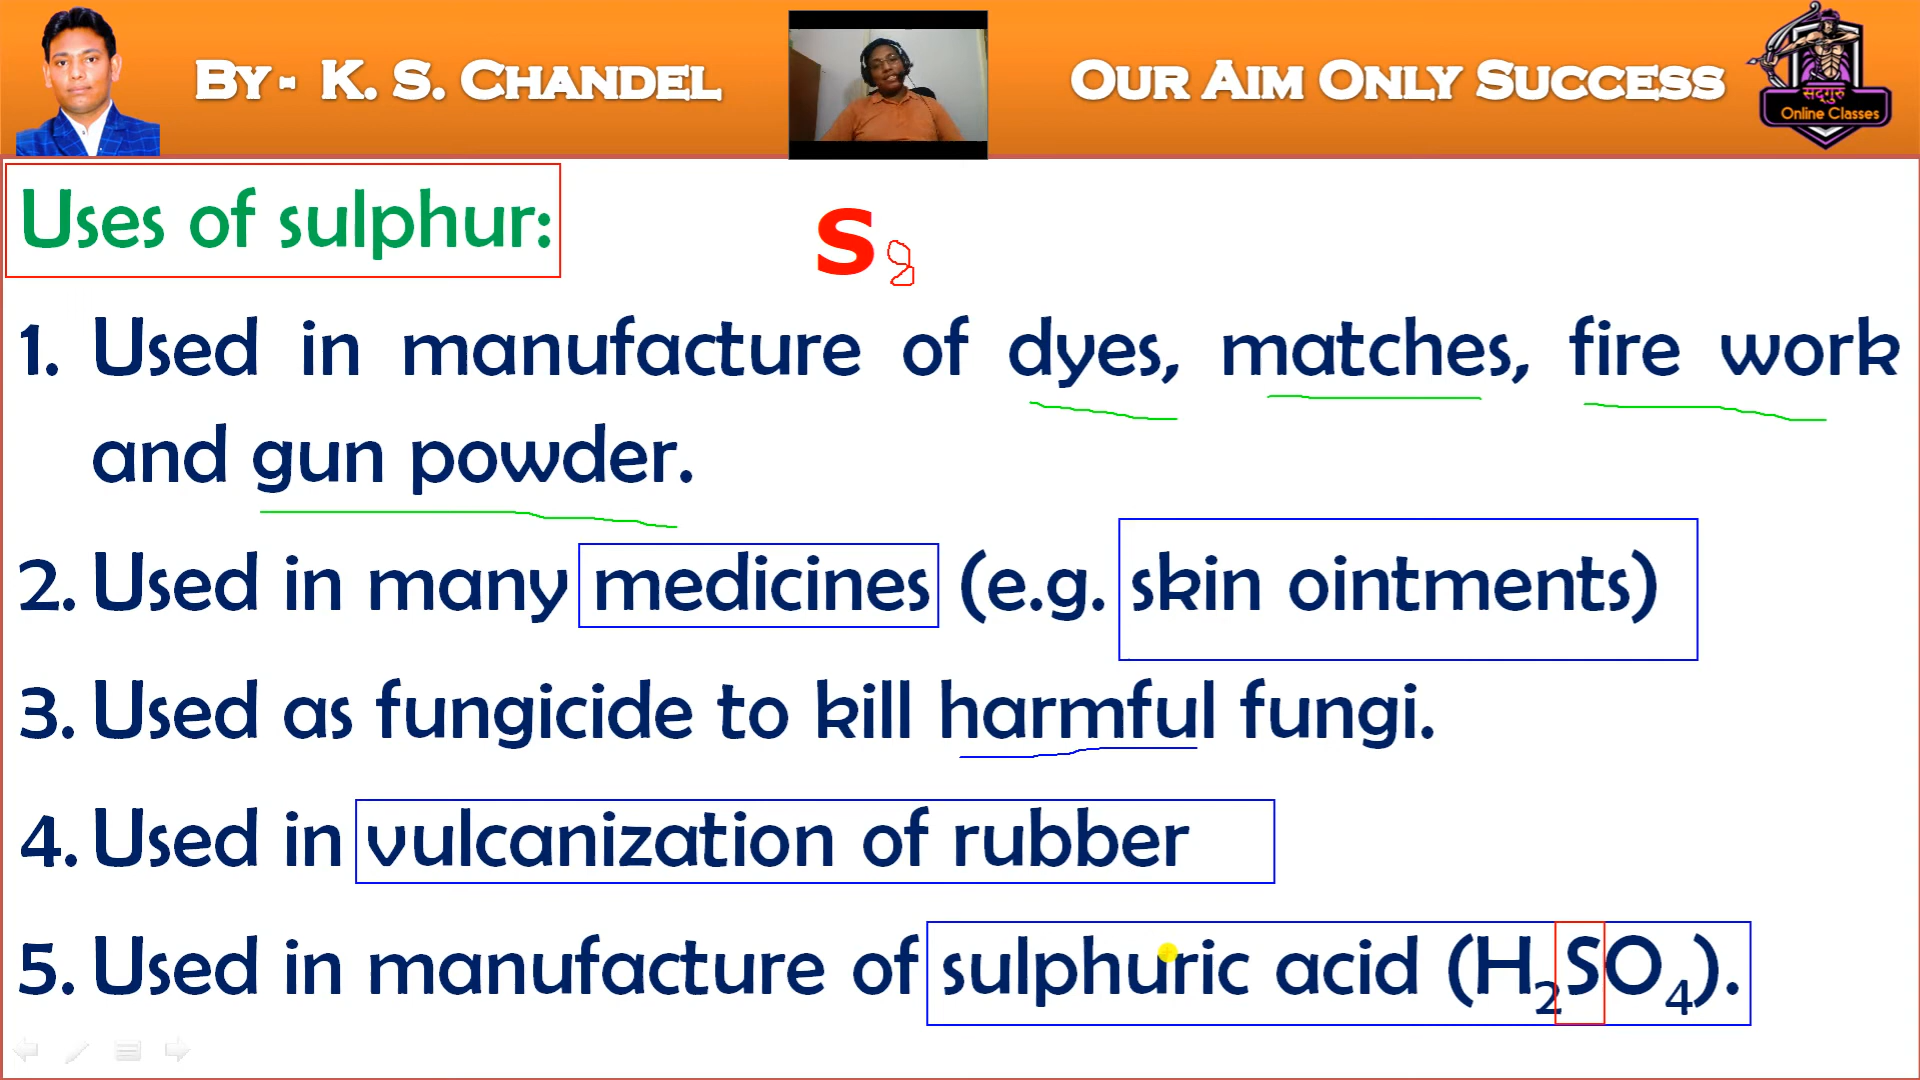 By - K. S. Chandel
Our Aim Only Success
सद्गुरु
Online Classes
Uses of sulphur:
S8
1. Used in manufacture of dyes, matches, fire work
and gun powder.
2. Used in many medicines (e.g. skin ointments)
3. Used as fungicide to kill harmful fungi.
4. Used in vulcanization of rubber
5. Used in manufacture of sulphuric acid (H₂SO₄).